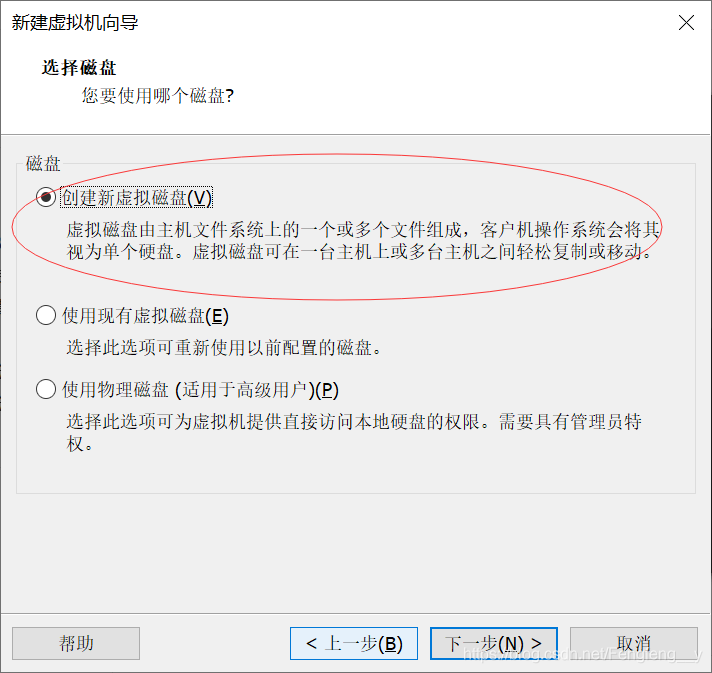 新建虚拟机向导
选择磁盘
您要使用哪个磁盘?
磁盘
创建新虚拟磁盘(V)
虚拟磁盘由主机文件系统上的一个或多个文件组成，客户机操作系统会将其
视为单个硬盘。虚拟磁盘可在一台主机上或多台主机之间轻松复制或移动。
使用现有虚拟磁盘(E)
选择此选项可重新使用以前配置的磁盘。
使用物理磁盘 (适用于高级用户)(P)
选择此选项可为虚拟机提供直接访问本地硬盘的权限。需要具有管理员特
权。
帮助
< 上一步(B)
下一步(N) >
取消